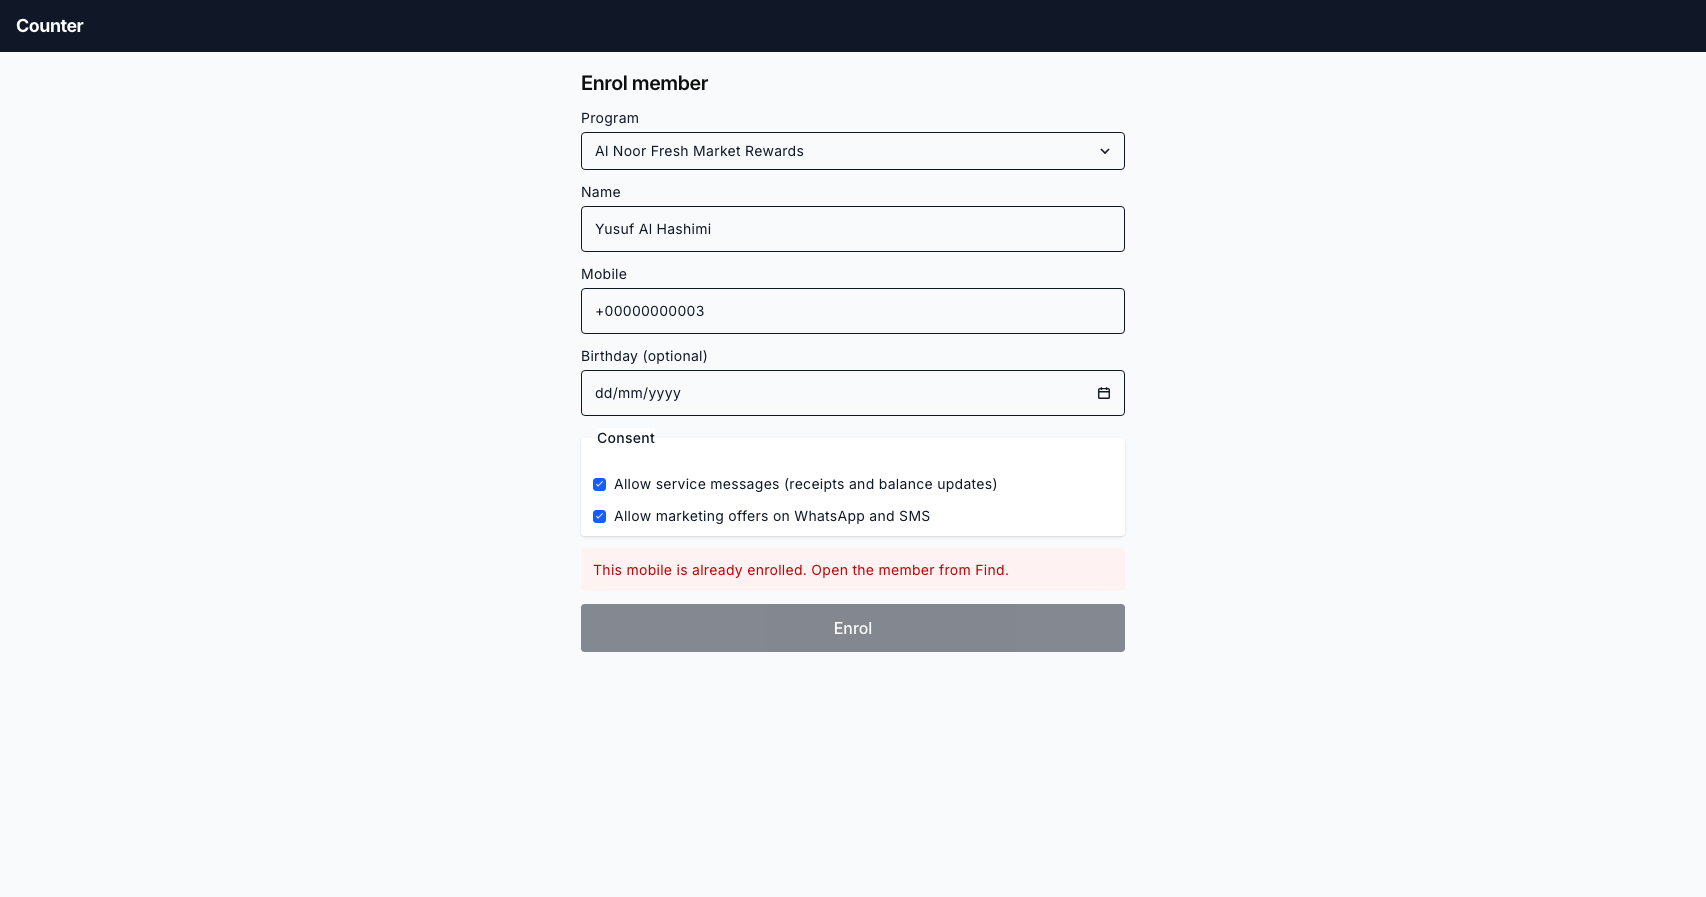 Counter
Enrol member
Program
Al Noor Fresh Market Rewards
Name
Yusuf Al Hashimi
Mobile
+00000000003
Birthday (optional)
dd/mm/yyyy
Consent
Allow service messages (receipts and balance updates)
Allow marketing offers on WhatsApp and SMS
This mobile is already enrolled. Open the member from Find.
Enrol